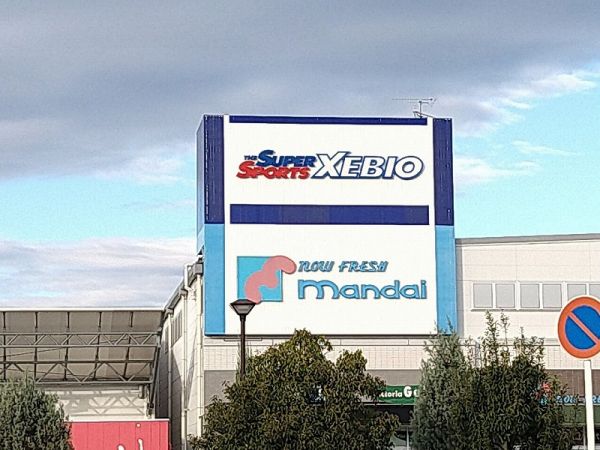 THE SUPER SPORTS XEBIO
NOW FRESH
mandai